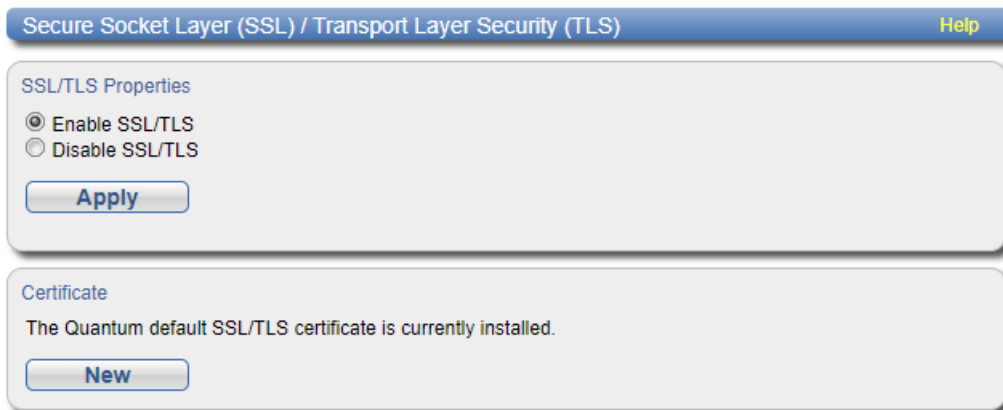 Secure Socket Layer (SSL) / Transport Layer Security (TLS)
Help
SSL/TLS Properties
Enable SSL/TLS
Disable SSL/TLS
Apply
Certificate
The Quantum default SSL/TLS certificate is currently installed.
New